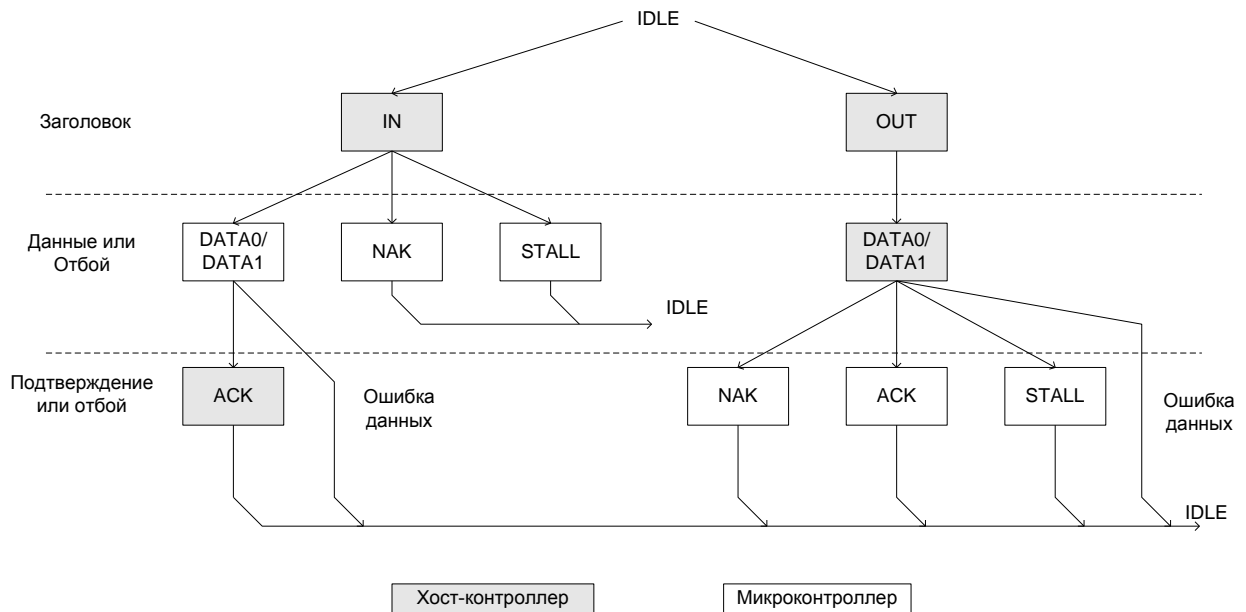 IDLE
Заголовок
IN
OUT
Данные или
Отбой
DATA0/
DATA1
NAK
STALL
DATA0/
DATA1
IDLE
Подтверждение
или отбой
ACK
Ошибка
данных
NAK
ACK
STALL
Ошибка
данных
IDLE
Хост-контроллер
Микроконтроллер